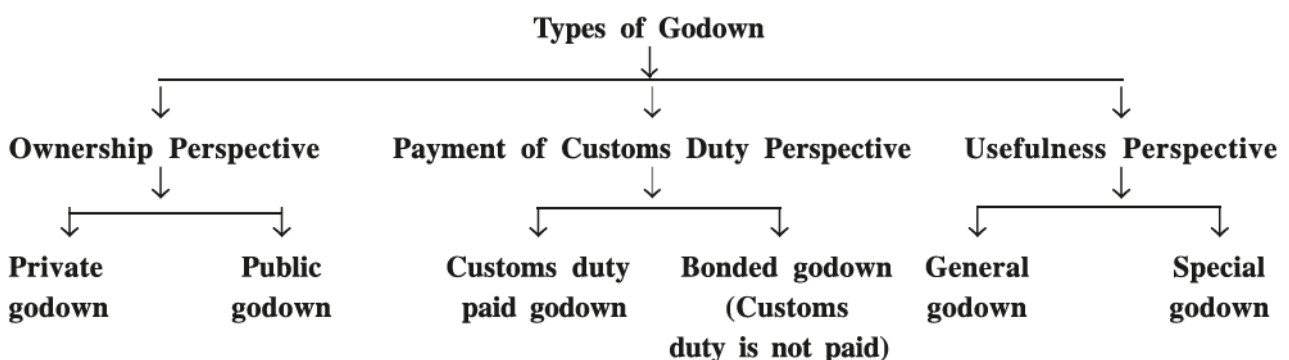 Types of Godown
Ownership Perspective
Payment of Customs Duty Perspective
Usefulness Perspective
Private
godown
Public
godown
Customs duty
paid godown
Bonded godown
(Customs
duty is not paid)
General
godown
Special
godown